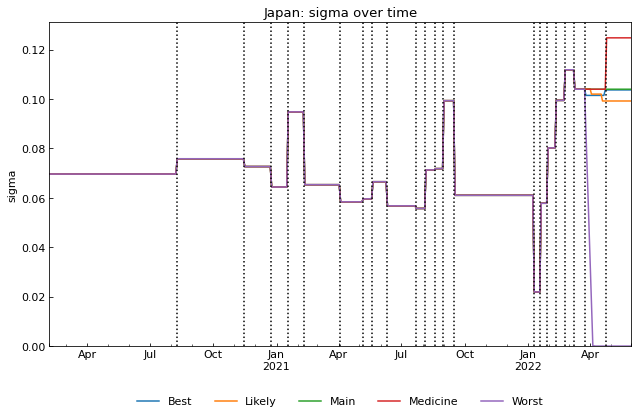 Japan: sigma over time
sigma
0.12
0.10
0.08
0.06
0.04
0.02
0.00
Apr Jul Oct Jan Apr Jul Oct Jan Apr
2021 2022
Best Likely Main Medicine Worst